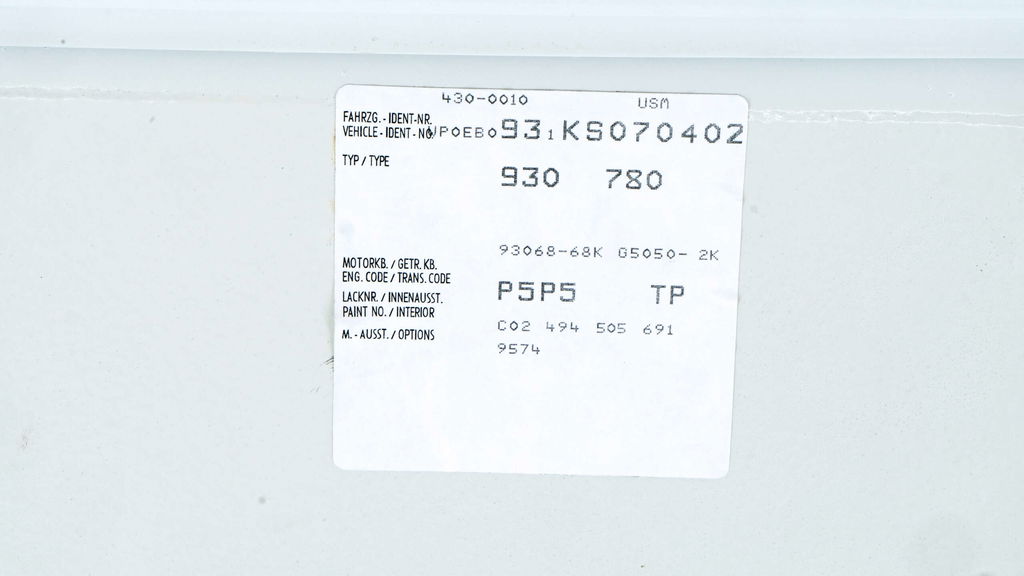 430-0010 USM
FAHRZG. - IDENT-NR.
VEHICLE - IDENT - NO WP0EB093₁KS070402
TYP / TYPE 930 780
93068-68K G5050- 2K
MOTORKB. / GETR. KB.
ENG. CODE / TRANS. CODE
LACKNR. / INNENAUSST. P5P5 TP
PAINT NO. / INTERIOR
M. - AUSST. / OPTIONS C02 494 505 691
9574